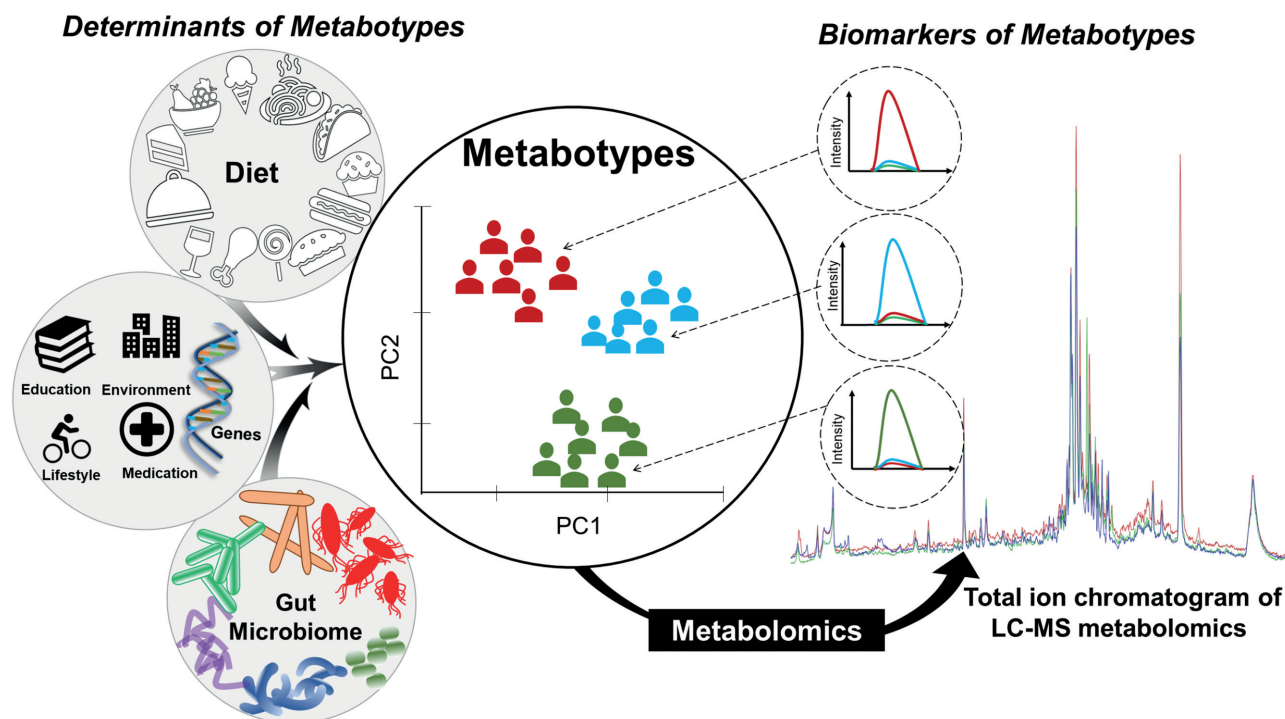 Determinants of Metabotypes
Diet
Education
Environment
Genes
Lifestyle
Medication
Gut
Microbiome
Metabotypes
PC2
PC1
Metabolomics
Biomarkers of Metabotypes
Intensity
Intensity
Intensity
Total ion chromatogram of
LC-MS metabolomics